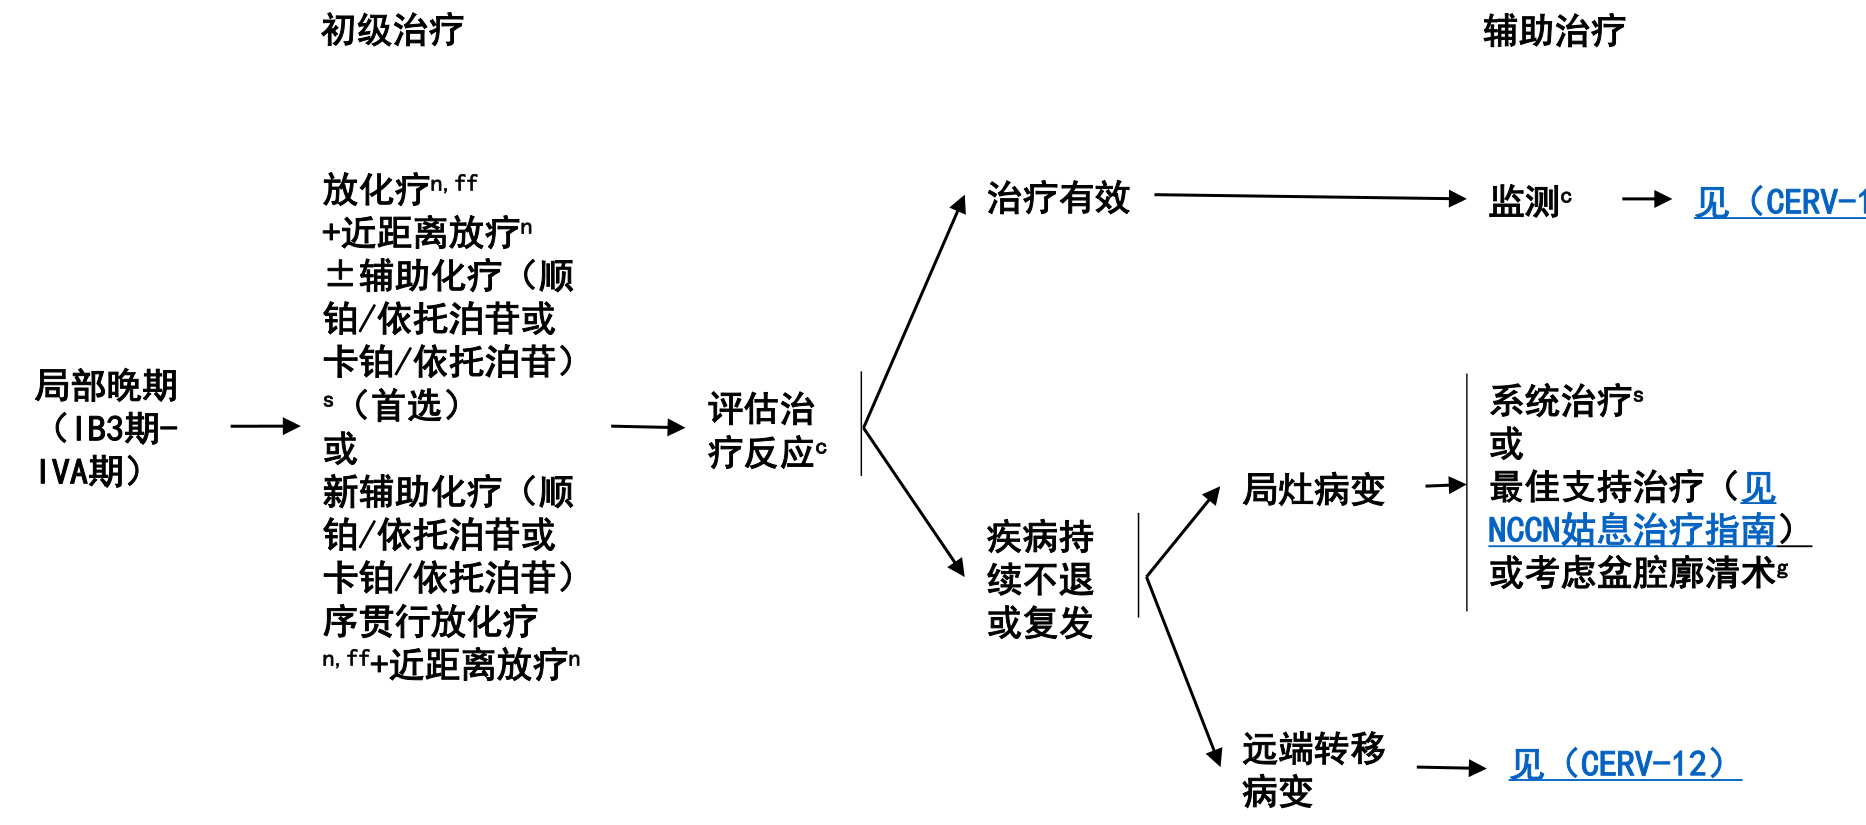 初级治疗
辅助治疗
局部晚期
（IB3期-
IVA期）
放化疗n,ff
+近距离放疗n
±辅助化疗（顺
铂/依托泊苷或
卡铂/依托泊苷）
s（首选）
或
新辅助化疗（顺
铂/依托泊苷或
卡铂/依托泊苷）
序贯行放化疗
n,ff+近距离放疗n
评估治
疗反应c
治疗有效
监测c
见（CERV-1
疾病持
续不退
或复发
局灶病变
系统治疗s
或
最佳支持治疗（见
NCCN姑息治疗指南）
或考虑盆腔廓清术g
远端转移
病变
见（CERV-12）